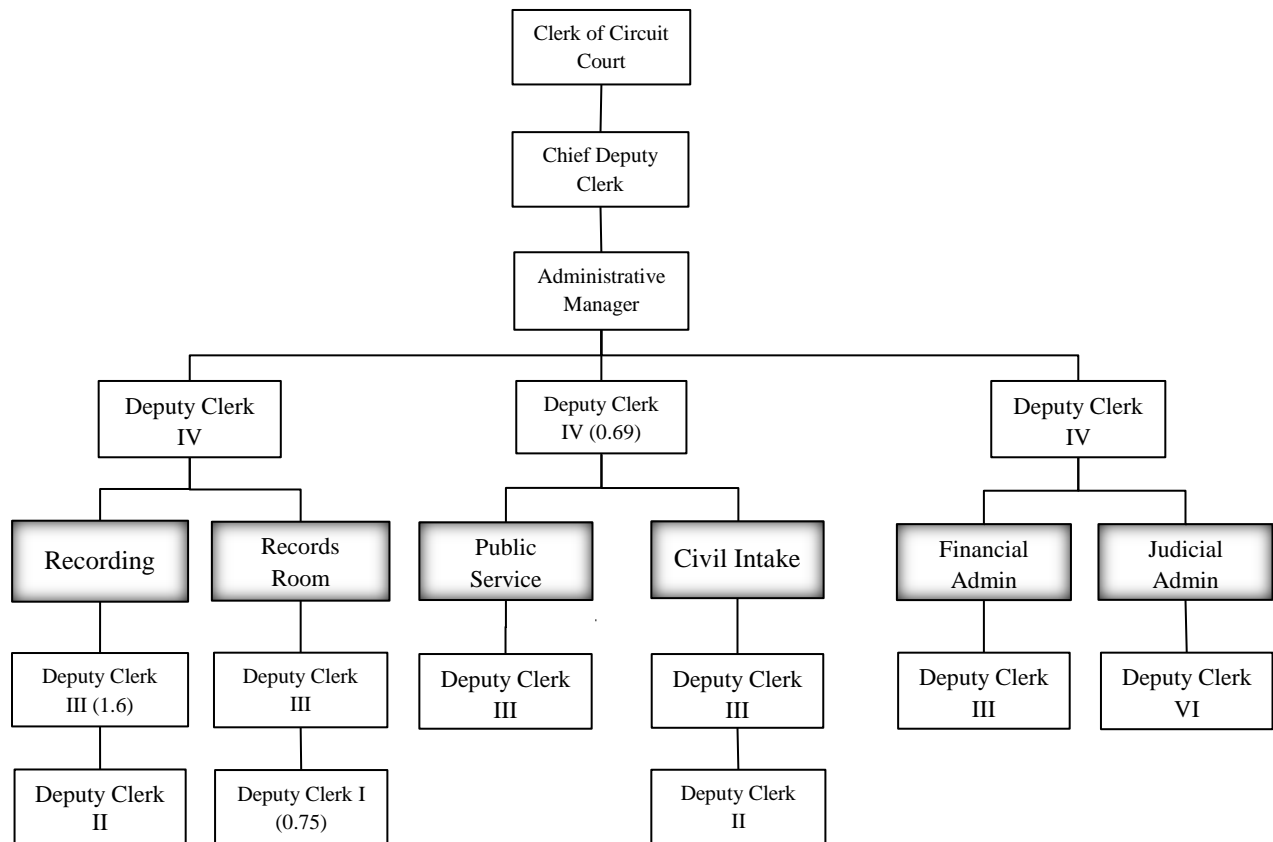 Clerk of Circuit
Court
Chief Deputy
Clerk
Administrative
Manager
Deputy Clerk
IV
Deputy Clerk
IV (0.69)
Deputy Clerk
IV
Recording
Records
Room
Public
Service
Civil Intake
Financial
Admin
Judicial
Admin
Deputy Clerk
III (1.6)
Deputy Clerk
III
Deputy Clerk
III
Deputy Clerk
III
Deputy Clerk
III
Deputy Clerk
VI
Deputy Clerk
II
Deputy Clerk I
(0.75)
Deputy Clerk
II